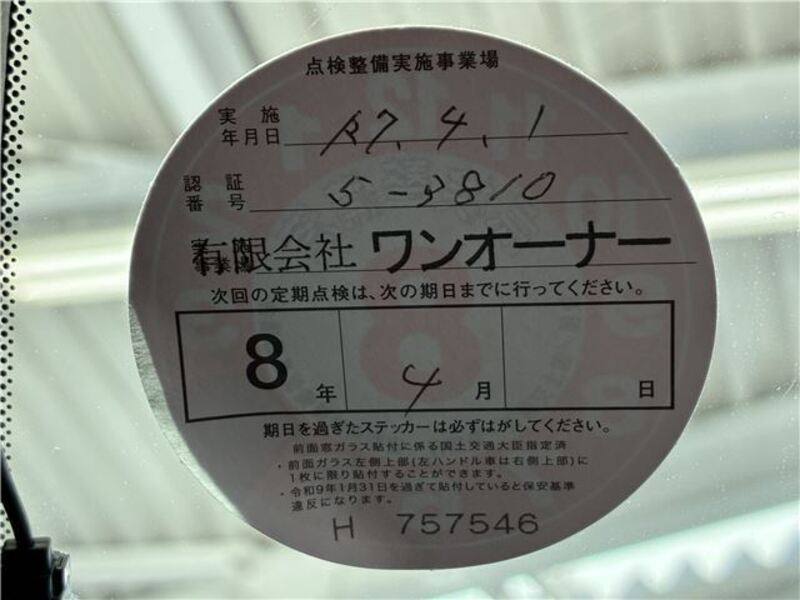 点検整備実施事業場
実施
年月日 R7.4.1
認証
番号 5-3810
有限会社 ワンオーナー
次回の定期点検は、次の期日までに行ってください。
8年 4月 日
期日を過ぎたステッカーは必ずはがしてください。
前面窓ガラス貼付に係る国土交通大臣指定済
・前面ガラス左側上部(左ハンドル車は右側上部)に
1枚に限り貼付することができます。
・令和9年1月31日を過ぎて貼付していると保安基準
違反になります。
H 757546